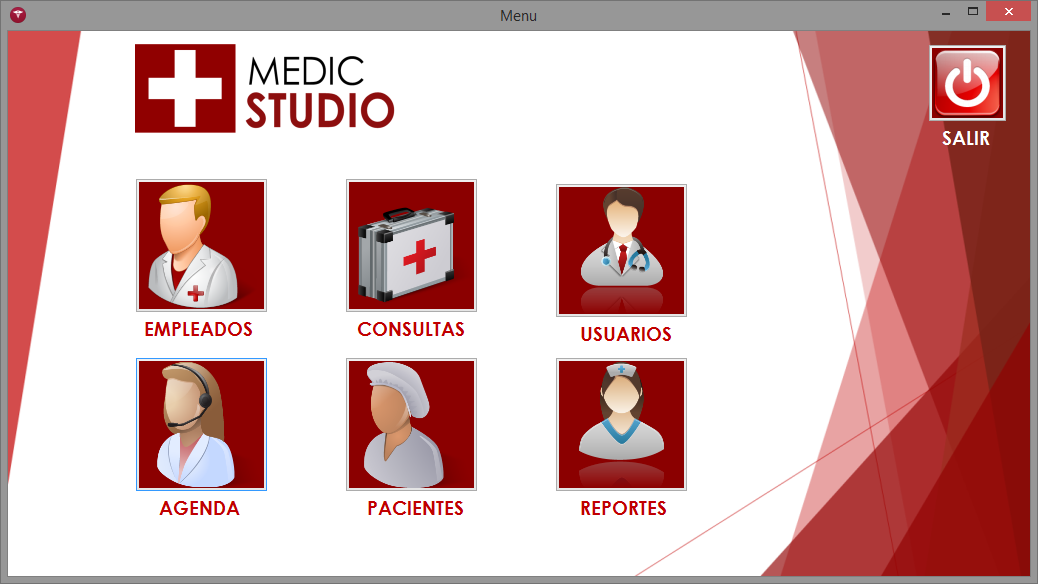 Menu
MEDIC
STUDIO
SALIR
EMPLEADOS
CONSULTAS
USUARIOS
AGENDA
PACIENTES
REPORTES